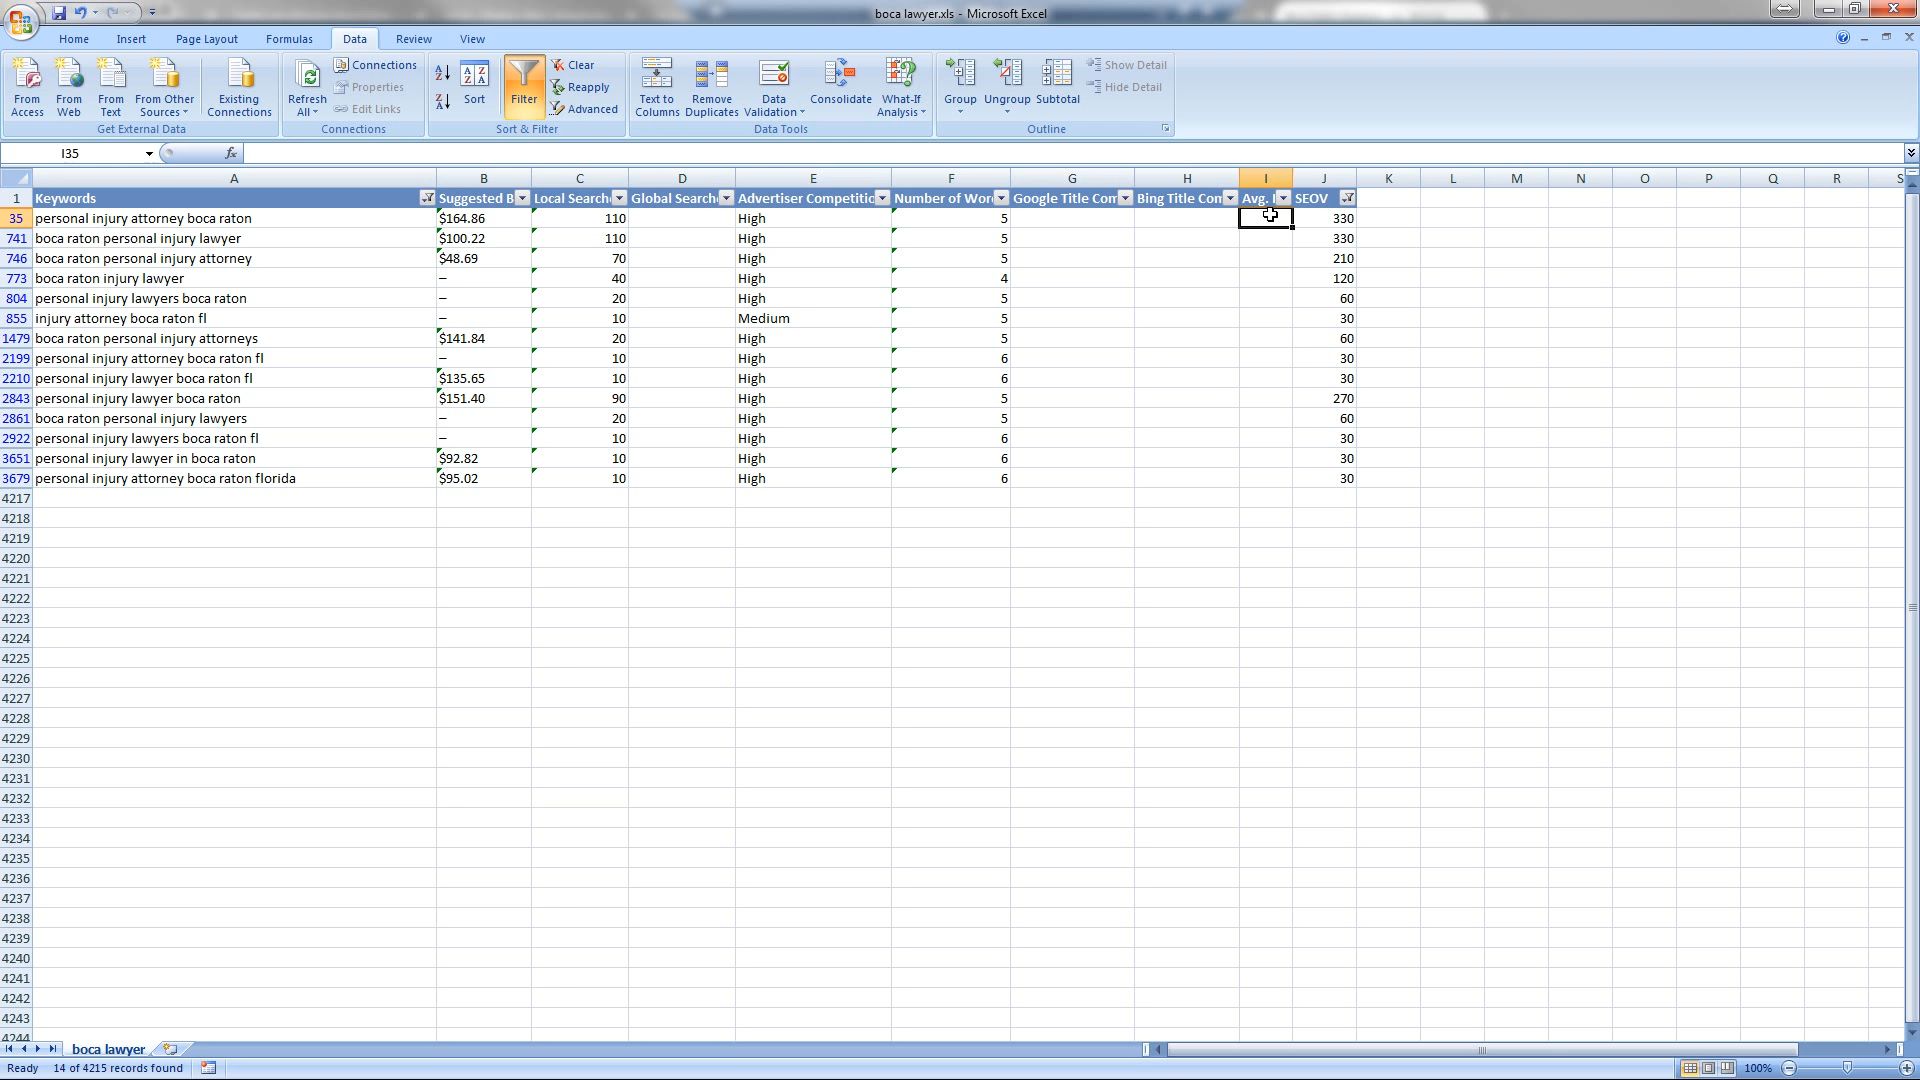 boca lawyer.xls - Microsoft Excel
Home Insert Page Layout Formulas Data Review View
From Access
From Web
From Text
From Other Sources
Existing Connections
Get External Data
Refresh All
Connections
Properties
Edit Links
Connections
Sort
Filter
Clear
Reapply
Advanced
Sort & Filter
Text to Columns
Remove Duplicates
Data Validation
Consolidate
What-If Analysis
Data Tools
Group
Ungroup
Subtotal
Show Detail
Hide Detail
Outline
I35 fx
A B C D E F G H I J K L M N O P Q R S
1 Keywords Suggested B Local Search Global Search Advertiser Competitic Number of Wor Google Title Com Bing Title Com Avg. SEOV
35 personal injury attorney boca raton $164.86 110 High 5 330
741 boca raton personal injury lawyer $100.22 110 High 5 330
746 boca raton personal injury attorney $48.69 70 High 5 210
773 boca raton injury lawyer – 40 High 4 120
804 personal injury lawyers boca raton – 20 High 5 60
855 injury attorney boca raton fl – 10 Medium 5 30
1479 boca raton personal injury attorneys $141.84 20 High 5 60
2199 personal injury attorney boca raton fl – 10 High 6 30
2210 personal injury lawyer boca raton fl $135.65 10 High 6 30
2843 personal injury lawyer boca raton $151.40 90 High 5 270
2861 boca raton personal injury lawyers – 20 High 5 60
2922 personal injury lawyers boca raton fl – 10 High 6 30
3651 personal injury lawyer in boca raton $92.82 10 High 6 30
3679 personal injury attorney boca raton florida $95.02 10 High 6 30
4217
4218
4219
4220
4221
4222
4223
4224
4225
4226
4227
4228
4229
4230
4231
4232
4233
4234
4235
4236
4237
4238
4239
4240
4241
4242
4243
4244
boca lawyer
Ready 14 of 4215 records found 100%